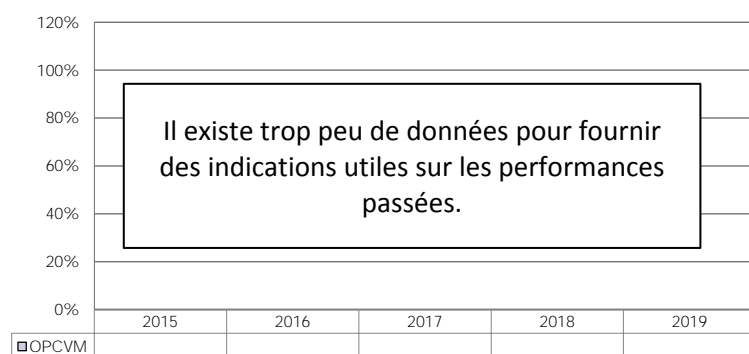 120%
100%
80%
60%
40%
20%
0%
Il existe trop peu de données pour fournir
des indications utiles sur les performances
passées.
2015 2016 2017 2018 2019
OPCVM